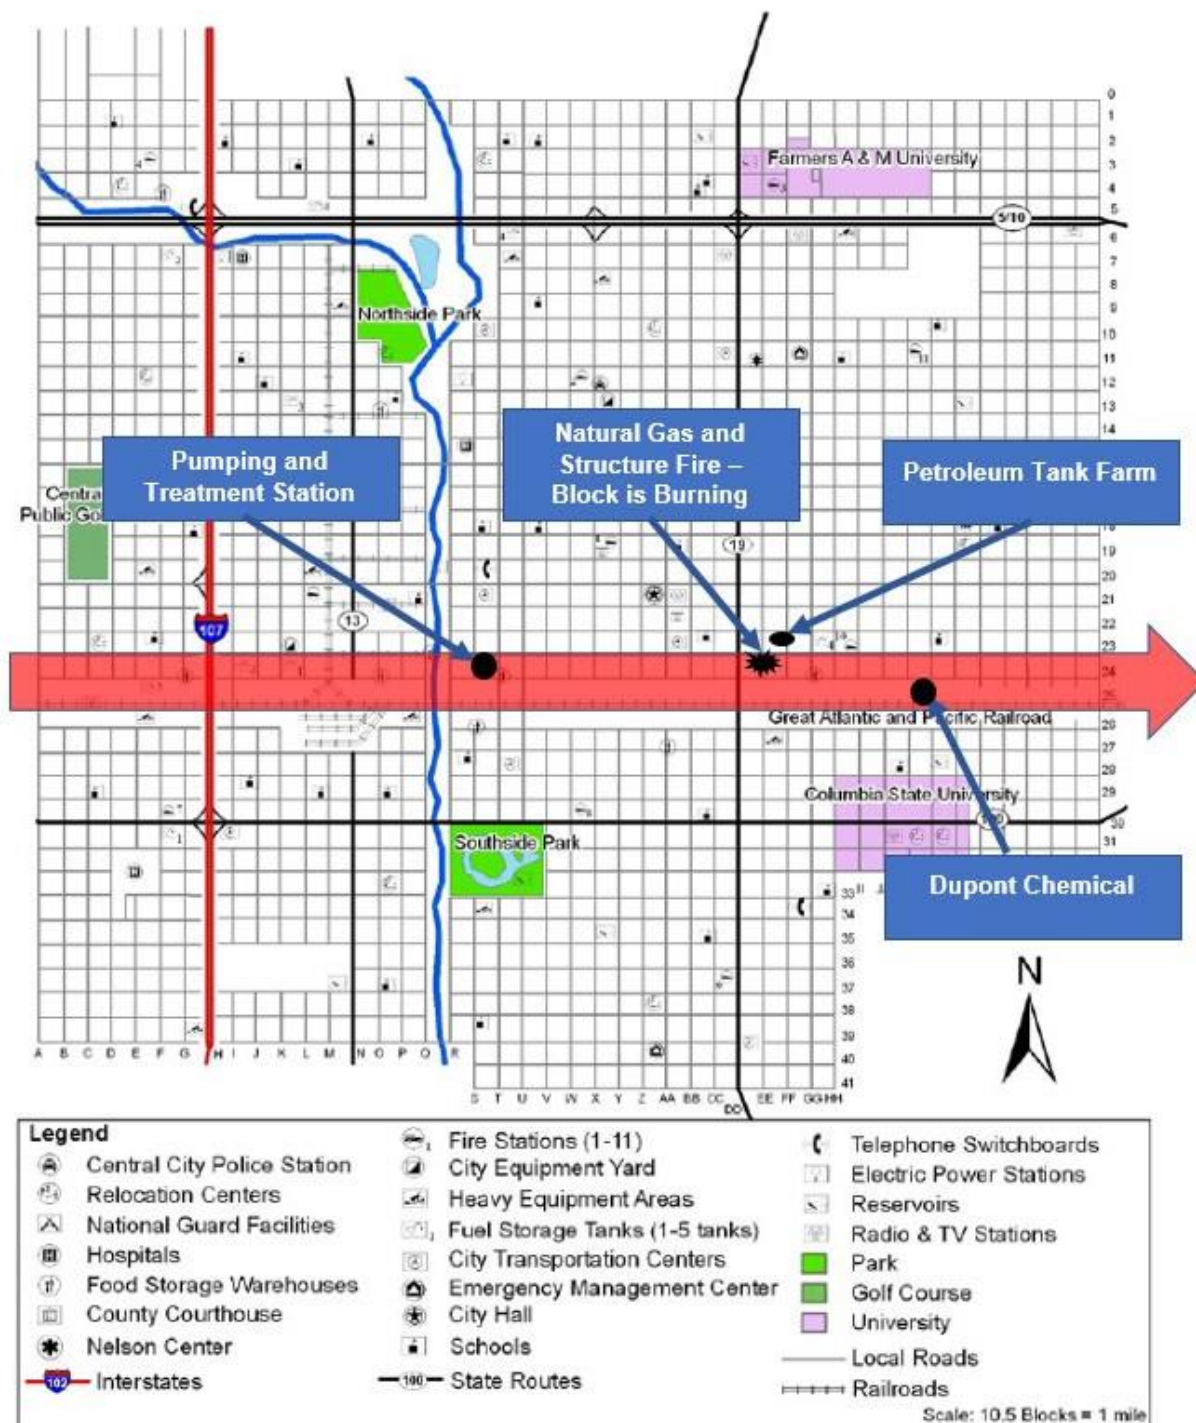 0
1
2
3
4
5
6
7
8
9
10
11
12
13
14
Farmers A & M University
5/10
Northside Park
Pumping and
Treatment Station
Natural Gas and
Structure Fire –
Block is Burning
Petroleum Tank Farm
Centra
Public Go
18
19
20
21
22
23
24
25
26
27
28
29
30
31
19
13
107
Great Atlantic and Pacific Railroad
Columbia State University
Southside Park
Dupont Chemical
33
34
35
36
37
38
39
40
41
N
A B C D E F G H I J K L M N O P Q R
S T U V W X Y Z AA BB CC DD EE FF GG HH
Legend
Central City Police Station
Relocation Centers
National Guard Facilities
Hospitals
Food Storage Warehouses
County Courthouse
Nelson Center
102 Interstates
Fire Stations (1-11)
City Equipment Yard
Heavy Equipment Areas
Fuel Storage Tanks (1-5 tanks)
City Transportation Centers
Emergency Management Center
City Hall
Schools
100 State Routes
Telephone Switchboards
Electric Power Stations
Reservoirs
Radio & TV Stations
Park
Golf Course
University
Local Roads
Railroads
Scale: 10.5 Blocks = 1 mile